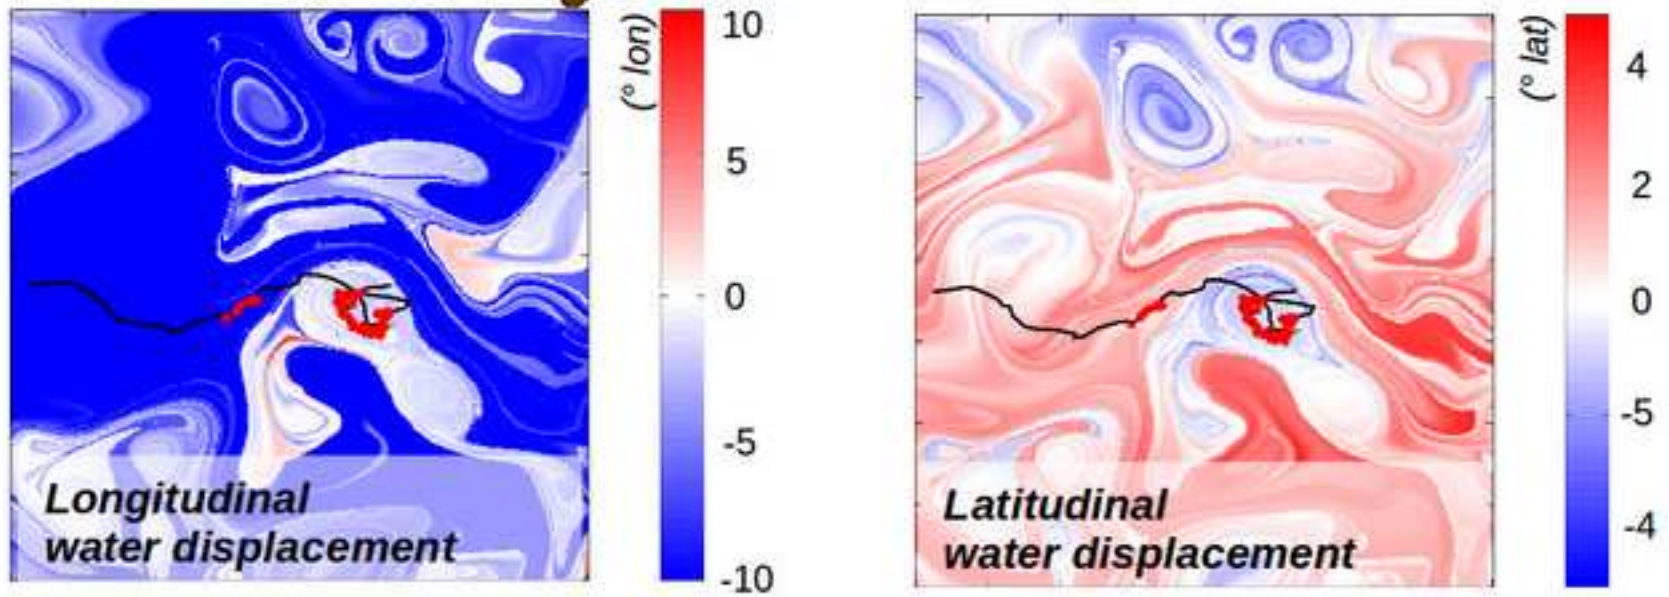 10
(° lon)
5
0
-5
-10
Longitudinal
water displacement
(° lat)
4
2
0
-5
-4
Latitudinal
water displacement